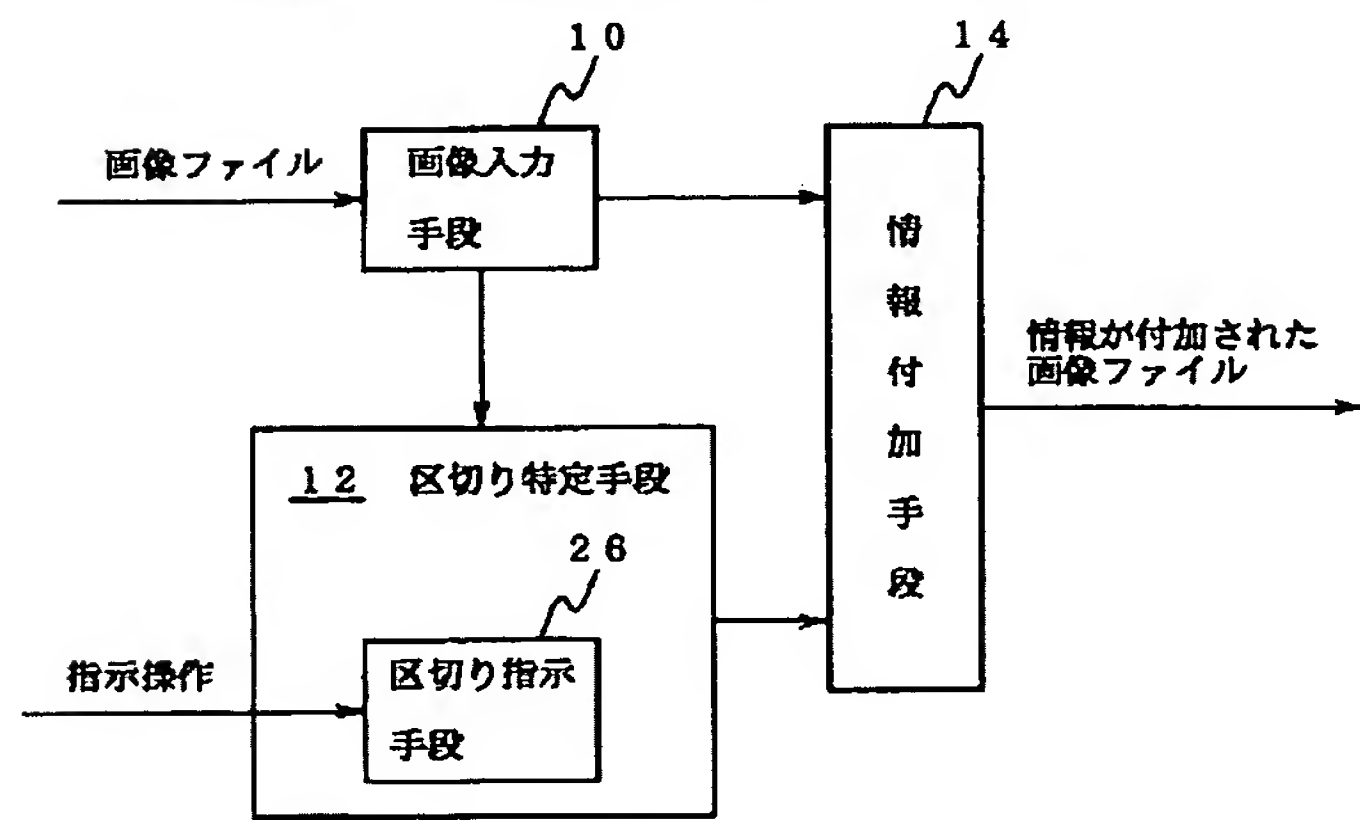 10
14
画像ファイル
画像入力
手段
情報付加手段
情報が付加された
画像ファイル
12 区切り特定手段
26
指示操作
区切り指示
手段